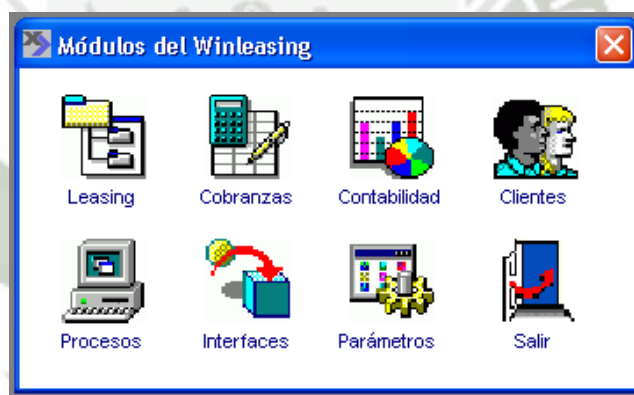 Módulos del Winleasing
Leasing Cobranzas Contabilidad Clientes
Procesos Interfaces Parámetros Salir